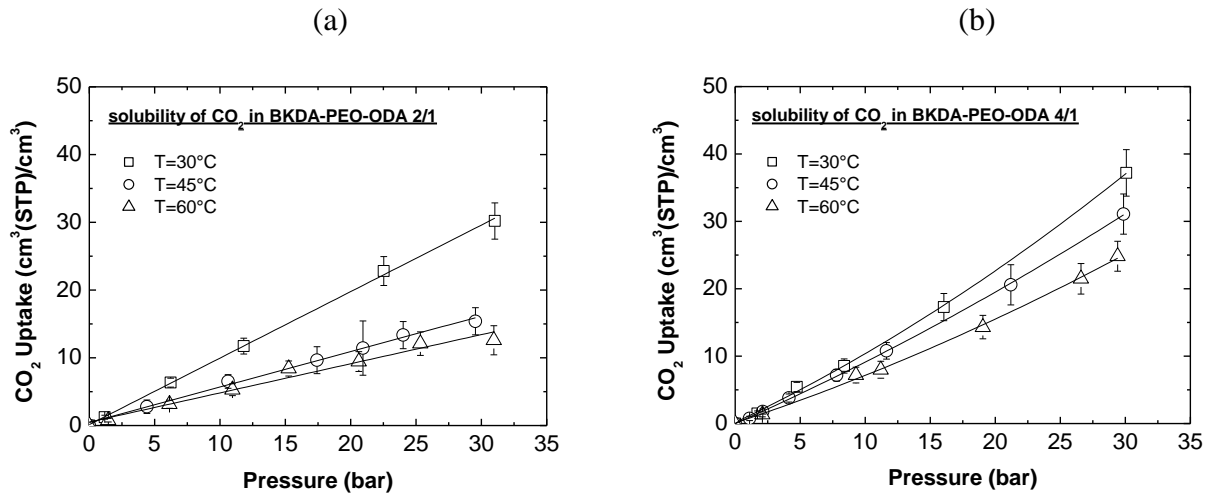 (a)
(b)
50
40
30
20
10
0
CO₂ Uptake (cm³(STP)/cm³)
solubility of CO₂ in BKDA-PEO-ODA 2/1
T=30°C
T=45°C
T=60°C
0 5 10 15 20 25 30 35
Pressure (bar)
50
40
30
20
10
0
CO₂ Uptake (cm³(STP)/cm³)
solubility of CO₂ in BKDA-PEO-ODA 4/1
T=30°C
T=45°C
T=60°C
0 5 10 15 20 25 30 35
Pressure (bar)